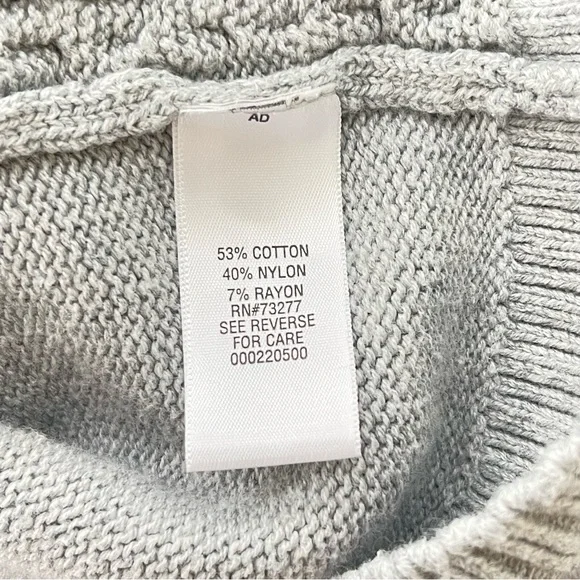 AD
53% COTTON
40% NYLON
7% RAYON
RN#73277
SEE REVERSE
FOR CARE
000220500